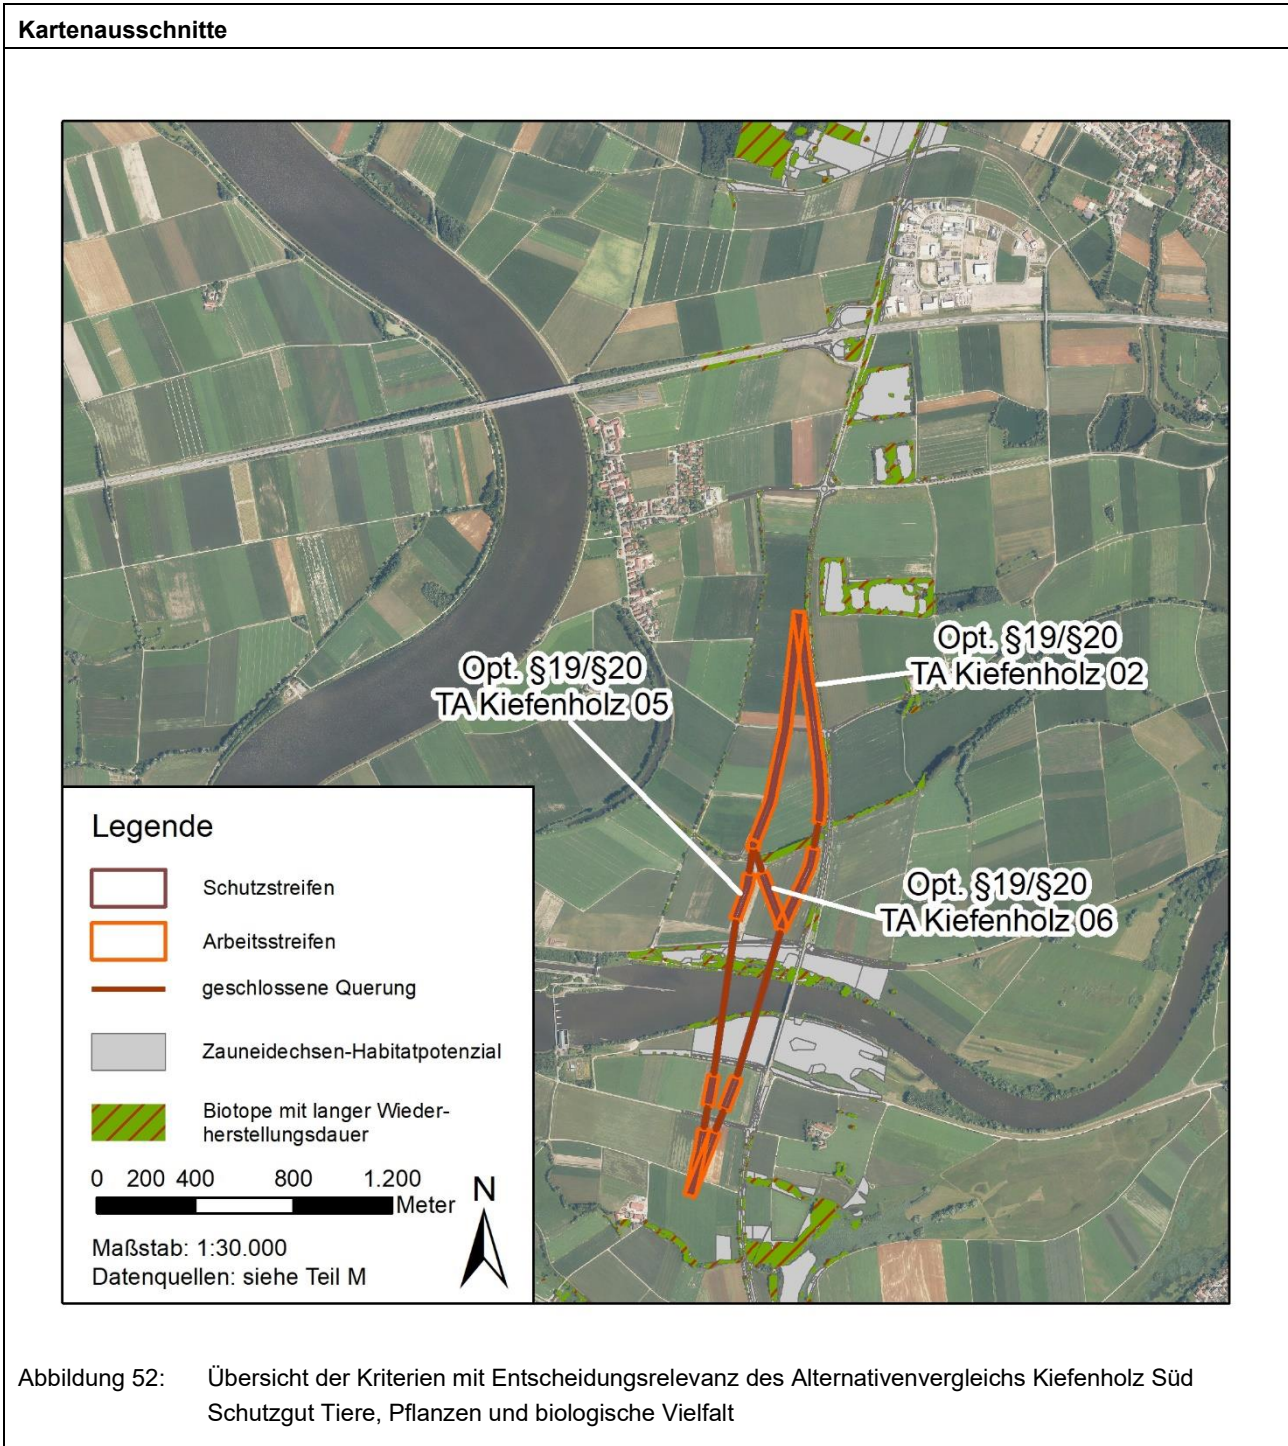 Kartenausschnitte
Opt. §19/§20
TA Kiefenholz 02
Opt. §19/§20
TA Kiefenholz 05
Opt. §19/§20
TA Kiefenholz 06
Legende
Schutzstreifen
Arbeitsstreifen
geschlossene Querung
Zauneidechsen-Habitatpotenzial
Biotope mit langer Wieder-
herstellungsdauer
0 200 400 800 1.200
Meter
N
Maßstab: 1:30.000
Datenquellen: siehe Teil M
Abbildung 52: Übersicht der Kriterien mit Entscheidungsrelevanz des Alternativenvergleichs Kiefenholz Süd
Schutzgut Tiere, Pflanzen und biologische Vielfalt